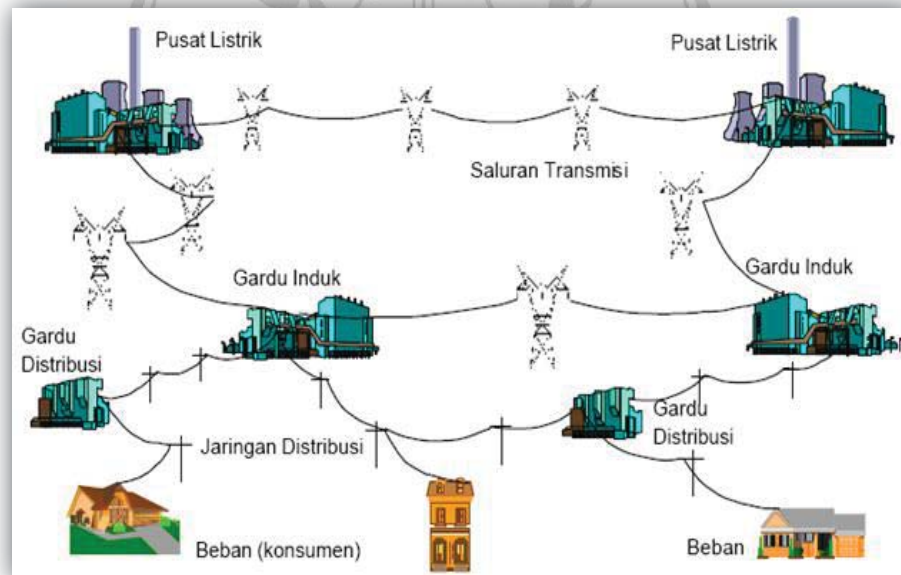 Pusat Listrik
Pusat Listrik
Saluran Transmisi
Gardu Induk
Gardu Induk
Gardu
Distribusi
Gardu
Distribusi
Jaringan Distribusi
Beban (konsumen)
Beban